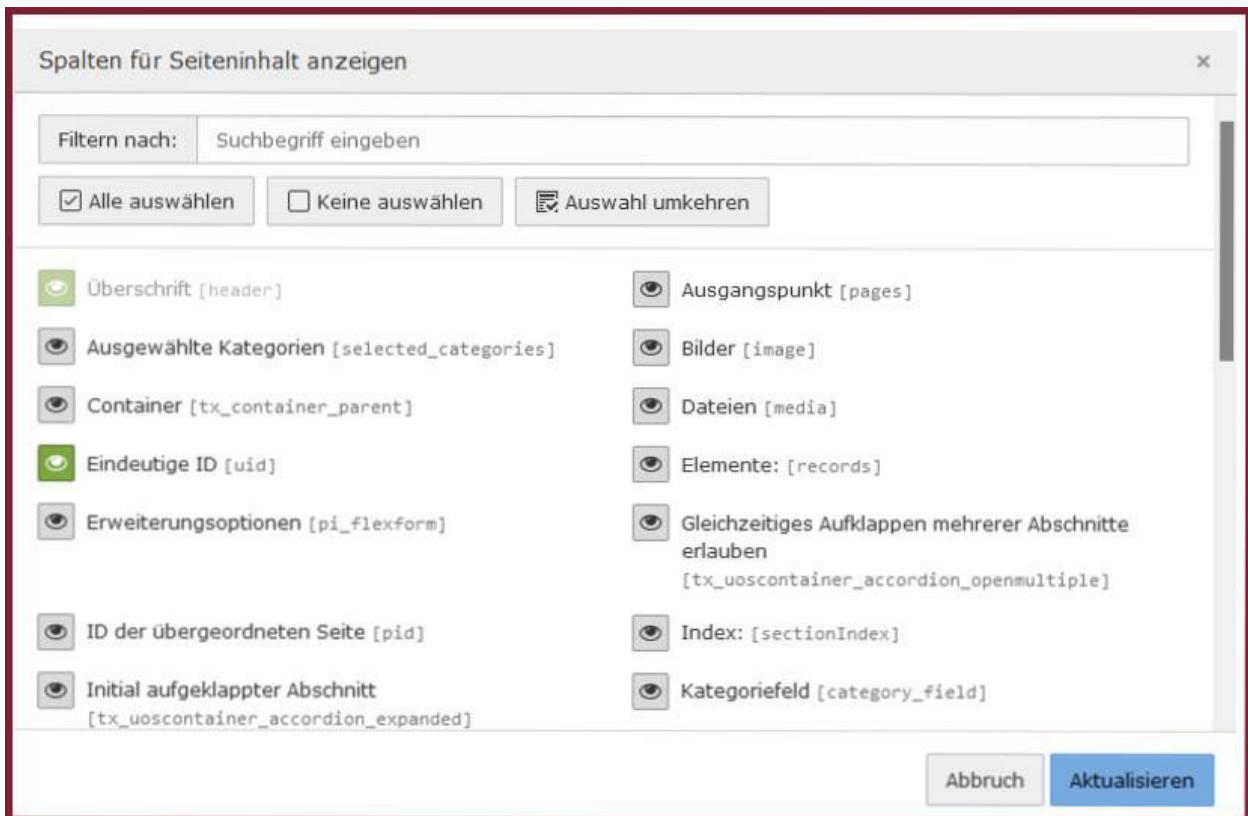 Spalten für Seiteninhalt anzeigen
Filtern nach: Suchbegriff eingeben
Alle auswählen Keine auswählen Auswahl umkehren
Überschrift [header] Ausgangspunkt [pages]
Ausgewählte Kategorien [selected_categories] Bilder [image]
Container [tx_container_parent] Dateien [media]
Eindeutige ID [uid] Elemente: [records]
Erweiterungsoptionen [pi_flexform] Gleichzeitiges Aufklappen mehrerer Abschnitte
erlauben
[tx_uoscontainer_accordion_openmultiple]
ID der übergeordneten Seite [pid] Index: [sectionIndex]
Initial aufgeklappter Abschnitt Kategoriefeld [category_field]
[tx_uoscontainer_accordion_expanded]
Abbruch Aktualisieren